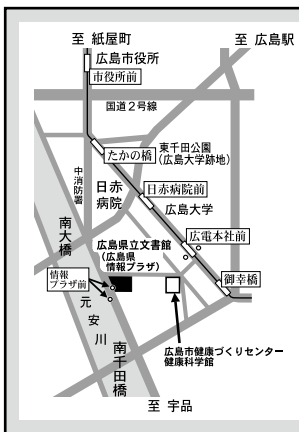 至 紙屋町
至 広島駅
広島市役所
市役所前
国道2号線
たかの橋
東千田公園
(広島大学跡地)
中消防署
日赤
病院
日赤病院前
広島大学
南大橋
広島県立文書館
(広島県
情報プラザ)
広電本社前
情報
プラザ前
御幸橋
元安川
南千田橋
広島市健康づくりセンター
健康科学館
至 宇品